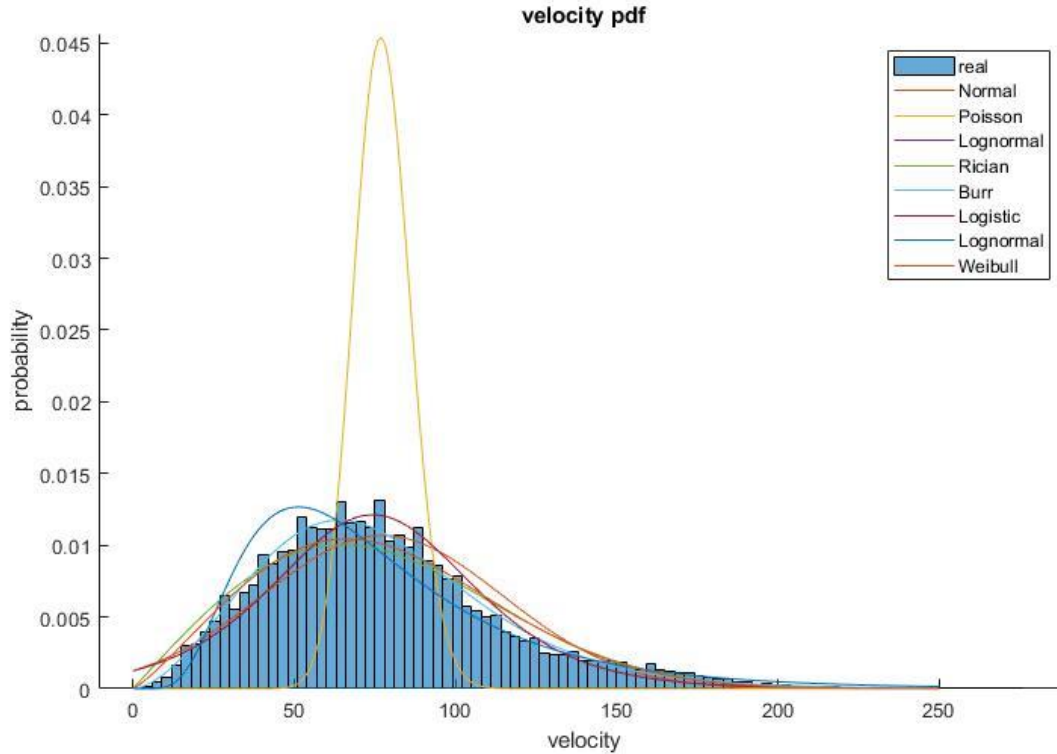 velocity pdf
0.045
0.04
0.035
0.03
0.025
0.02
0.015
0.01
0.005
0
probability
0
50
100
150
200
250
velocity
real
Normal
Poisson
Lognormal
Rician
Burr
Logistic
Lognormal
Weibull